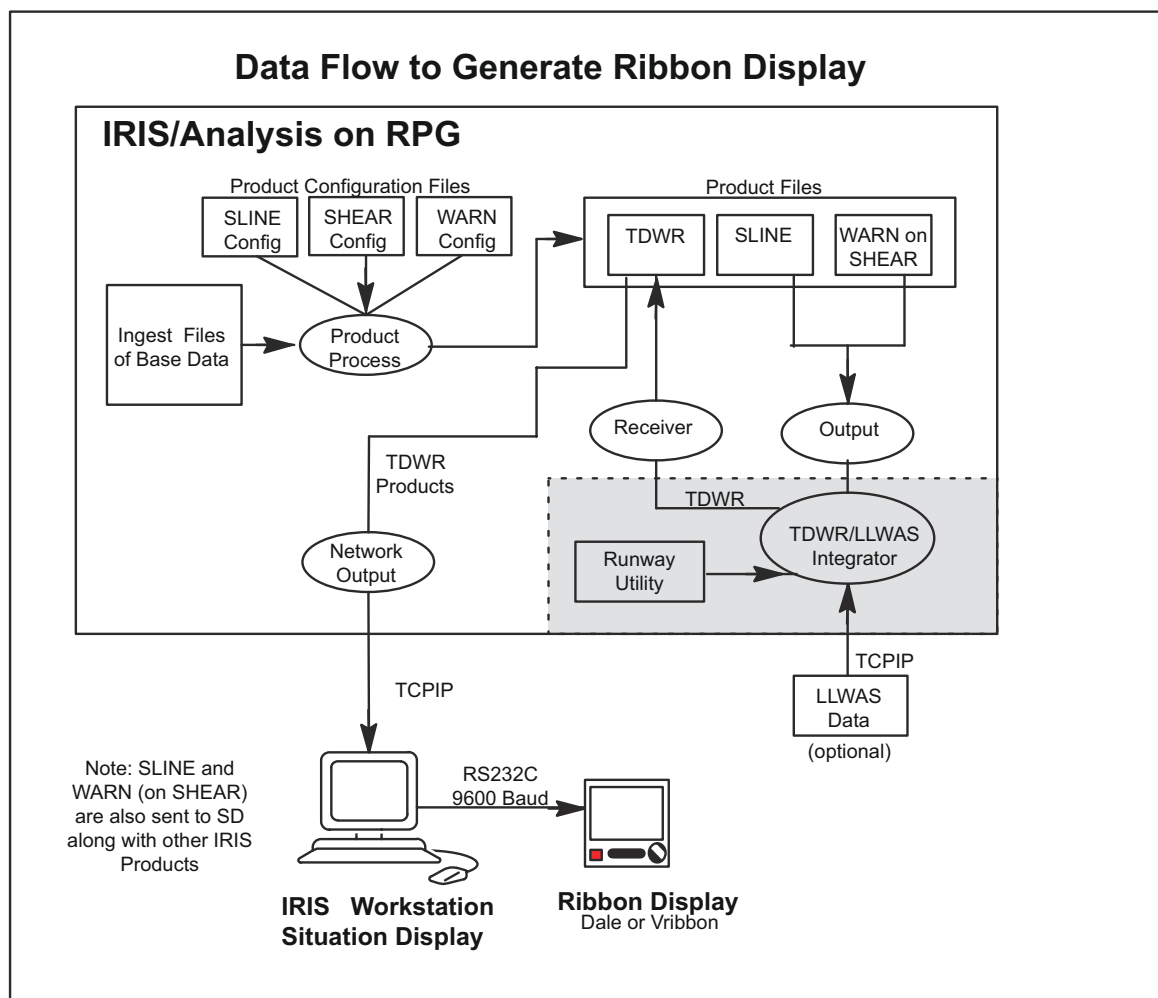 Data Flow to Generate Ribbon Display
IRIS/Analysis on RPG
Product Configuration Files
SLINE
Config
SHEAR
Config
WARN
Config
Product Files
TDWR
SLINE
WARN on
SHEAR
Ingest Files
of Base Data
Product
Process
Receiver
Output
TDWR
Products
TDWR
TDWR/LLWAS
Integrator
Network
Output
Runway
Utility
TCPIP
TCPIP
LLWAS
Data
(optional)
Note: SLINE and
WARN (on SHEAR)
are also sent to SD
along with other IRIS
Products
RS232C
9600 Baud
IRIS Workstation
Situation Display
Ribbon Display
Dale or Vribbon